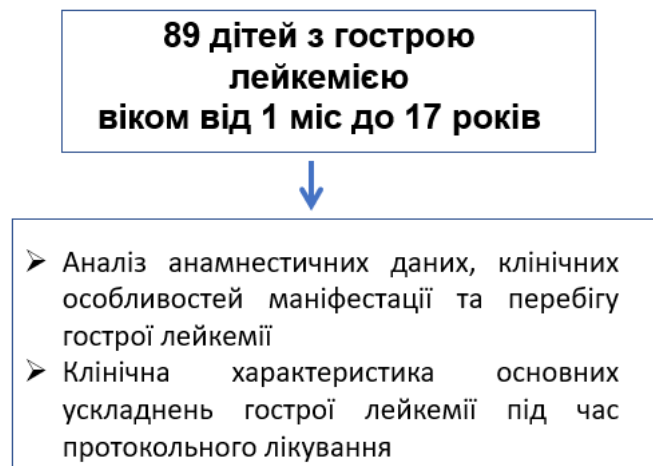 89 дітей з гострою
лейкемією
віком від 1 міс до 17 років
➢ Аналіз анамнестичних даних, клінічних
особливостей маніфестації та перебігу
гострої лейкемії
➢ Клінічна характеристика основних
ускладнень гострої лейкемії під час
протокольного лікування